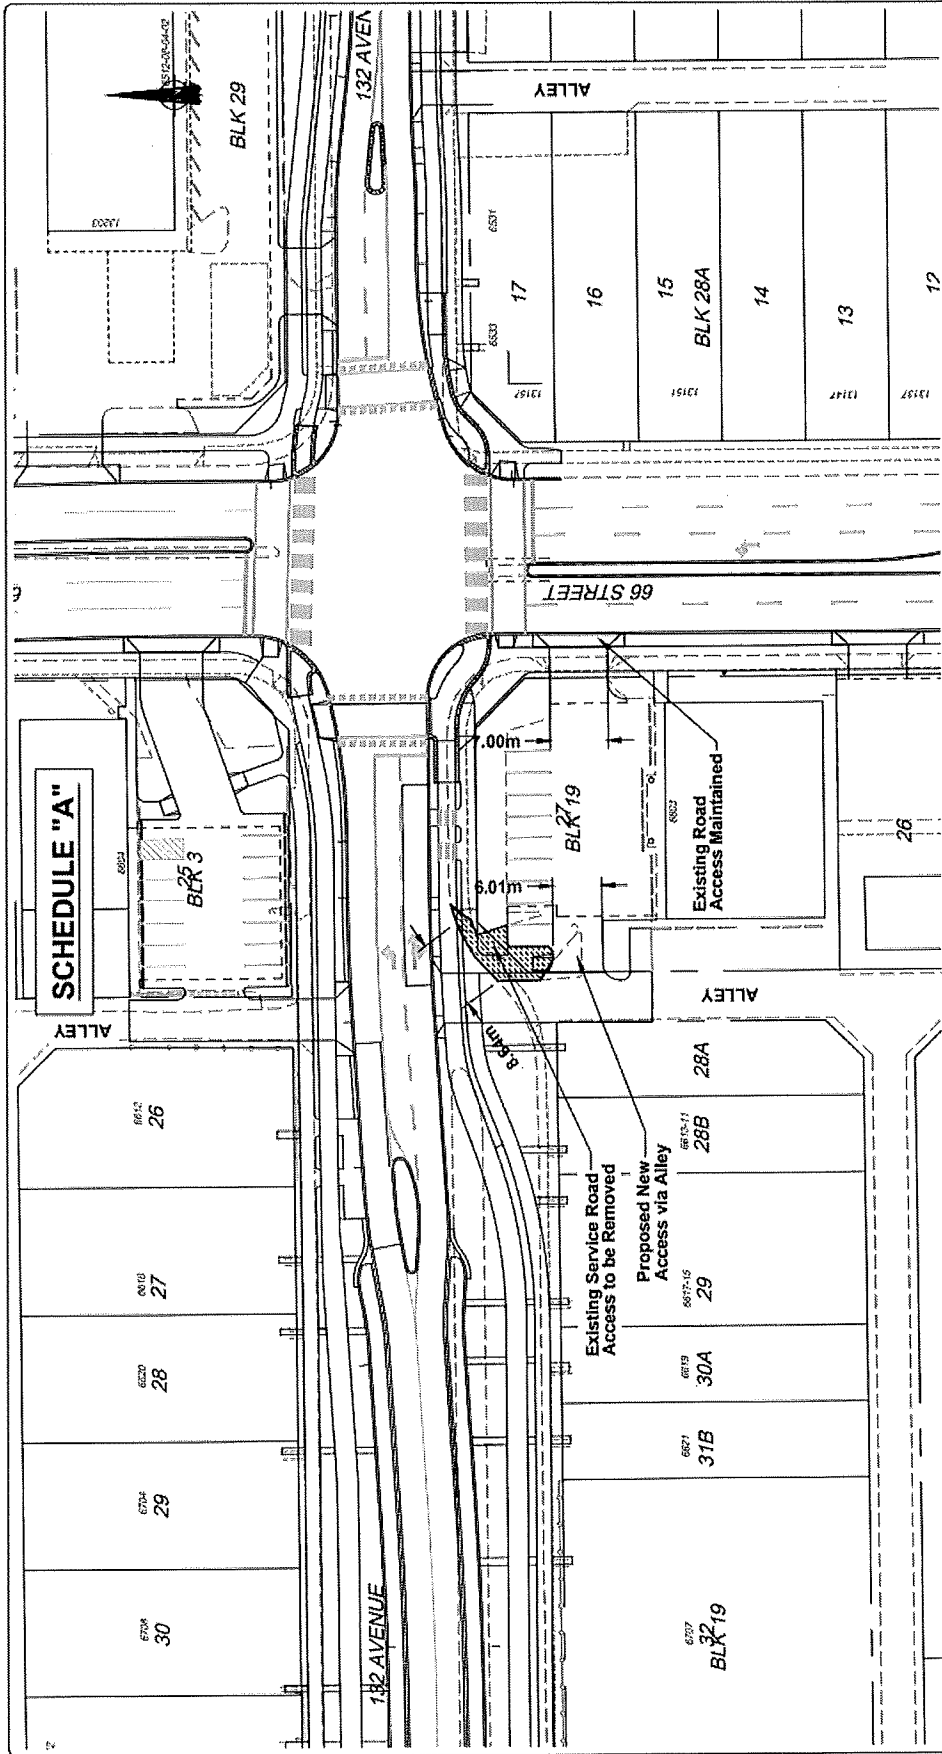 SCHEDULE "A"
132 AVENUE
132 AVEN
66 STREET
ALLEY
ALLEY
ALLEY
BLK 29
13203
6704
29
6708
30
6620
28
27
6612
26
25
BLK 3
6621
31B
6619
30A
6617-15
29
28B
28A
6707
32
BLK 19
27
BLK 19
26
6603
7.00m
6.01m
8.64m
Existing Service Road
Access to be Removed
Proposed New
Access via Alley
Existing Road
Access Maintained
6533
6531
17
16
15
BLK 28A
14
13
12
13157
13151
13147
13137